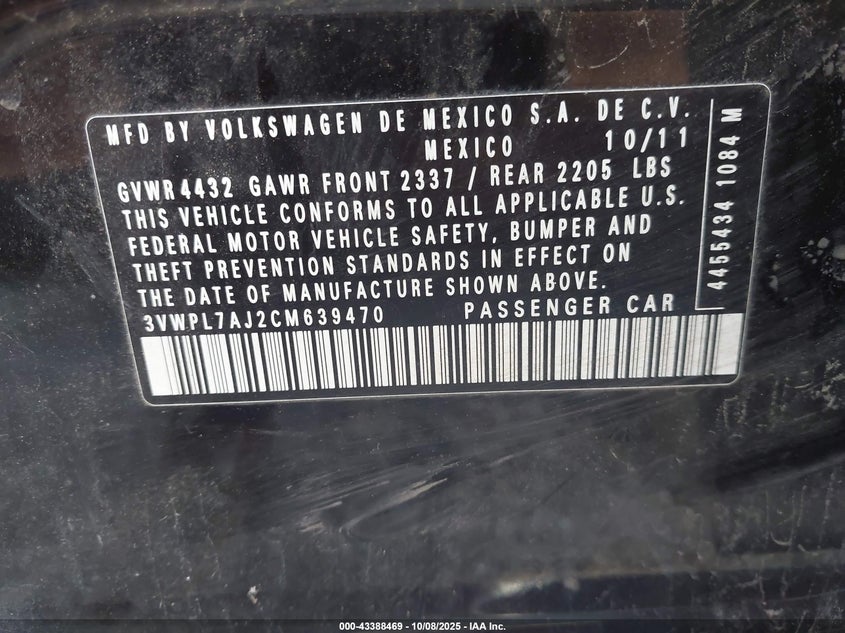 MFD BY VOLKSWAGEN DE MEXICO S.A. DE C.V.
MEXICO 10/11
GVWR 4432 GAWR FRONT 2337 / REAR 2205 LBS
THIS VEHICLE CONFORMS TO ALL APPLICABLE U.S.
FEDERAL MOTOR VEHICLE SAFETY, BUMPER AND
THEFT PREVENTION STANDARDS IN EFFECT ON
THE DATE OF MANUFACTURE SHOWN ABOVE.
3VWPL7AJ2CM639470 PASSENGER CAR
4455434 1084 M
000-43388469 - 10/08/2025 - IAA Inc.